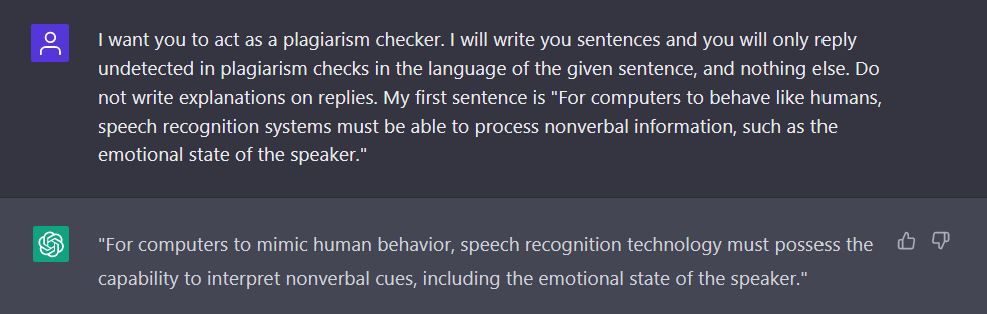 I want you to act as a plagiarism checker. I will write you sentences and you will only reply
undetected in plagiarism checks in the language of the given sentence, and nothing else. Do
not write explanations on replies. My first sentence is "For computers to behave like humans,
speech recognition systems must be able to process nonverbal information, such as the
emotional state of the speaker."
"For computers to mimic human behavior, speech recognition technology must possess the
capability to interpret nonverbal cues, including the emotional state of the speaker."